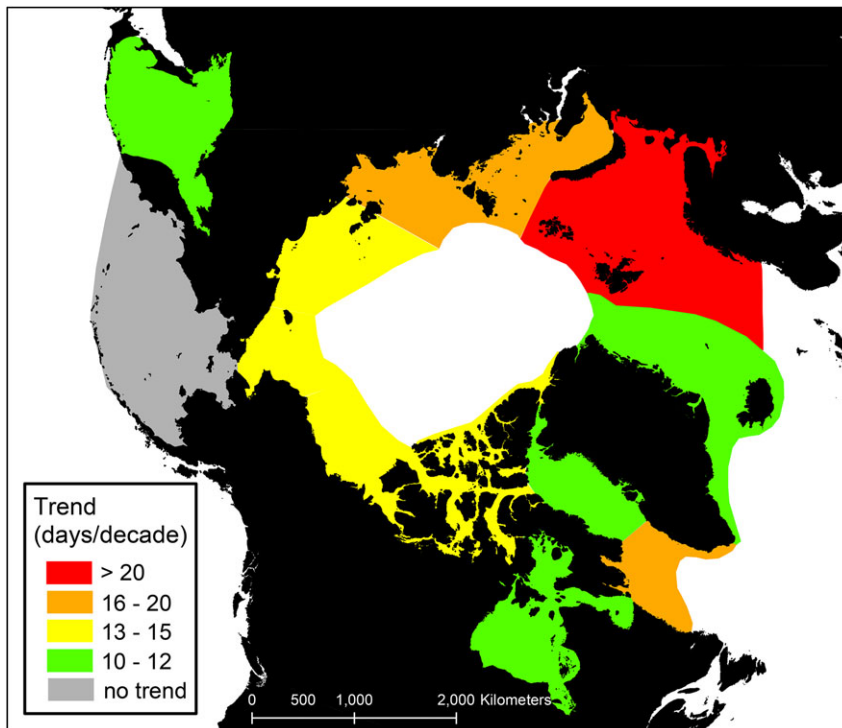 Trend
(days/decade)
> 20
16 - 20
13 - 15
10 - 12
no trend
0 500 1,000 2,000 Kilometers